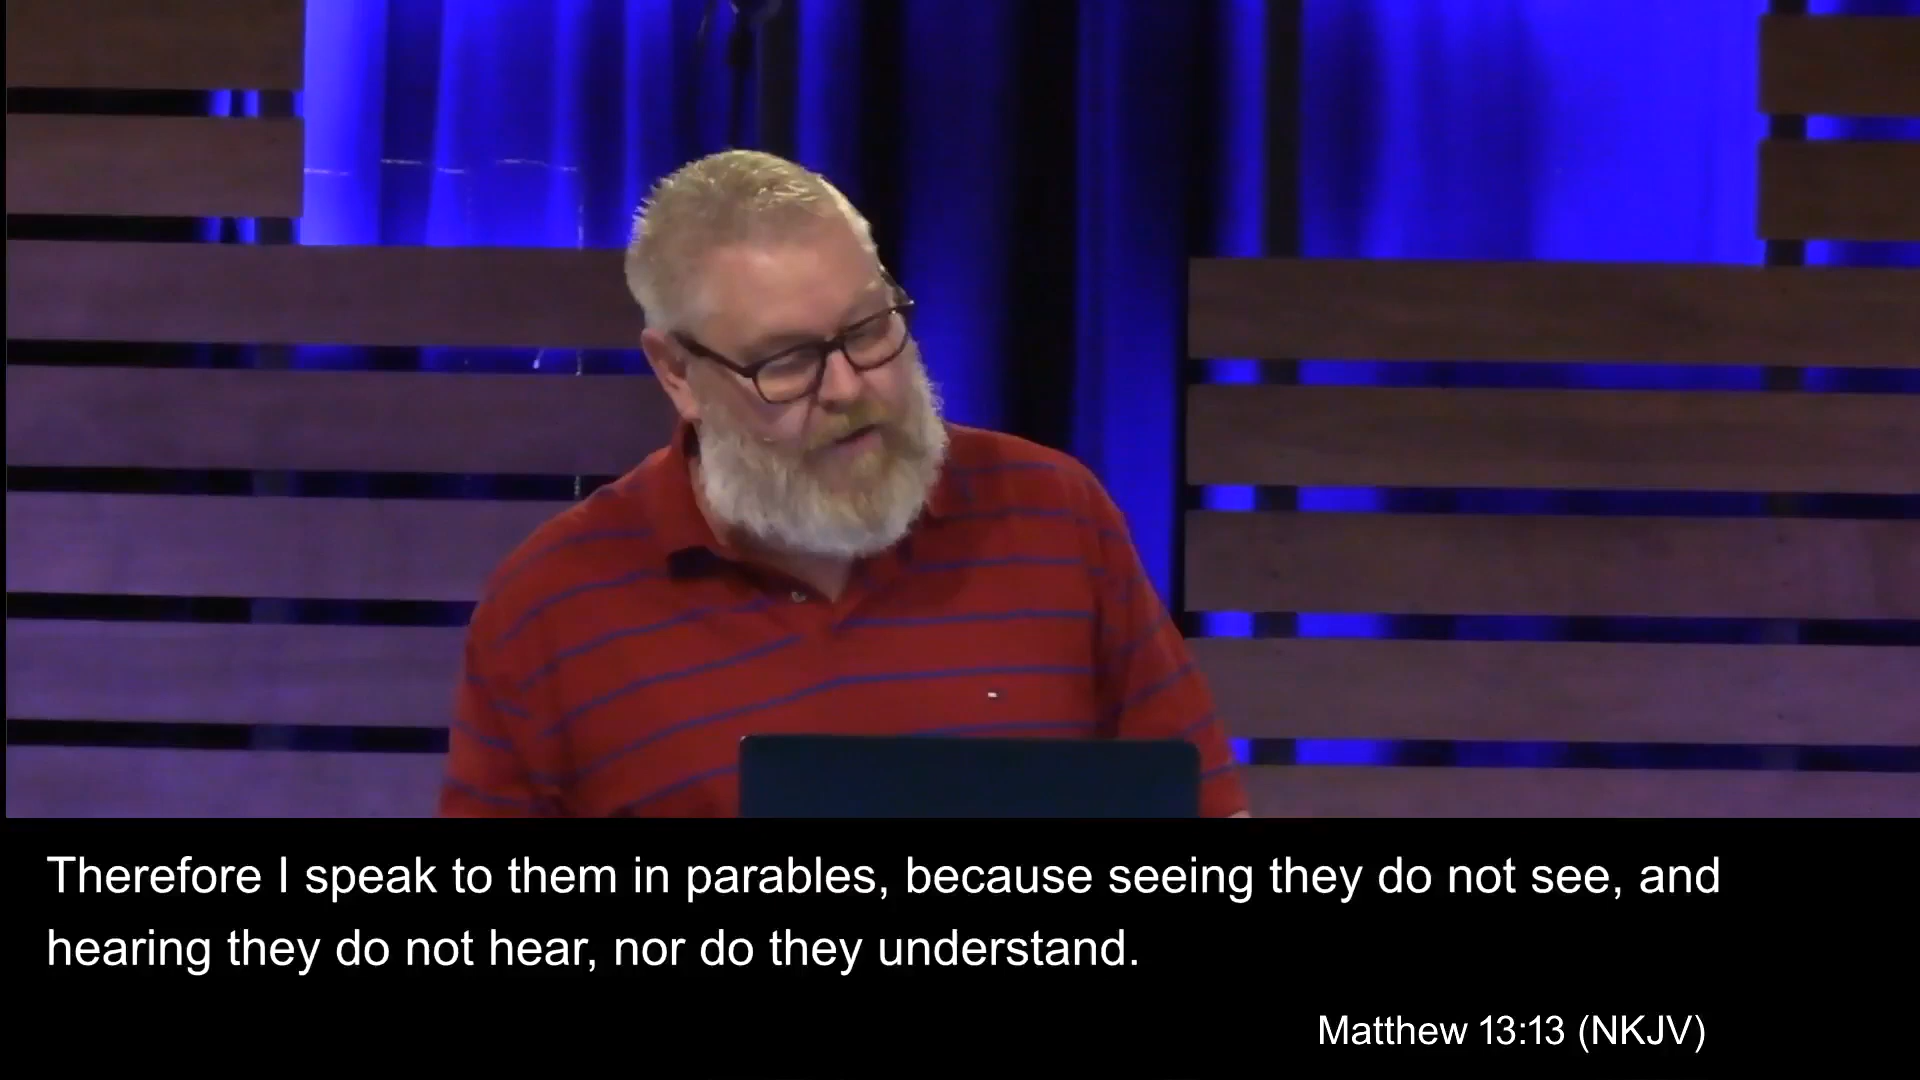 Therefore I speak to them in parables, because seeing they do not see, and
hearing they do not hear, nor do they understand.
Matthew 13:13 (NKJV)